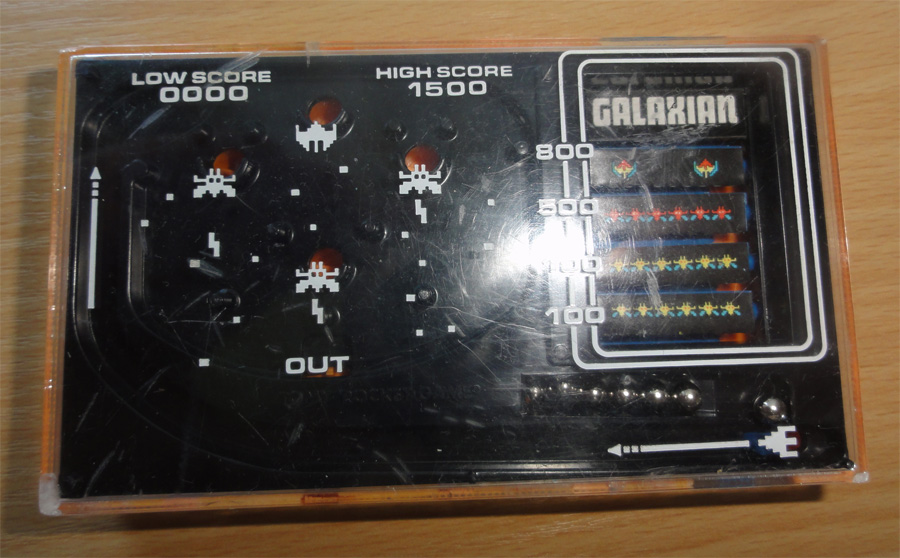 LOW SCORE
0000
HIGH SCORE
1500
GALAXIAN
800
500
100
OUT